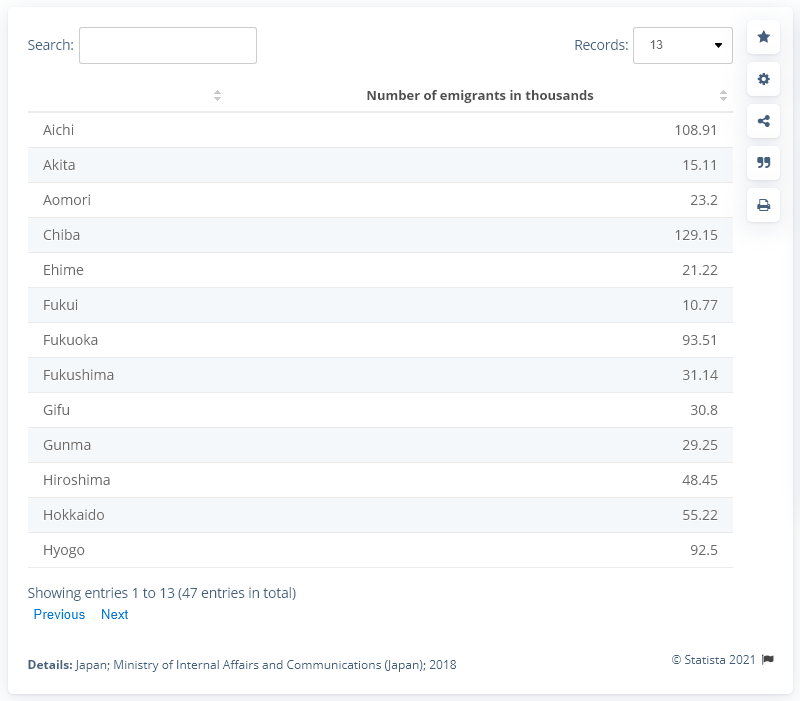 Search:
Records: 13
Number of emigrants in thousands
Aichi 108.91
Akita 15.11
Aomori 23.2
Chiba 129.15
Ehime 21.22
Fukui 10.77
Fukuoka 93.51
Fukushima 31.14
Gifu 30.8
Gunma 29.25
Hiroshima 48.45
Hokkaido 55.22
Hyogo 92.5
Showing entries 1 to 13 (47 entries in total)
Previous Next
© Statista 2021
Details: Japan; Ministry of Internal Affairs and Communications (Japan); 2018